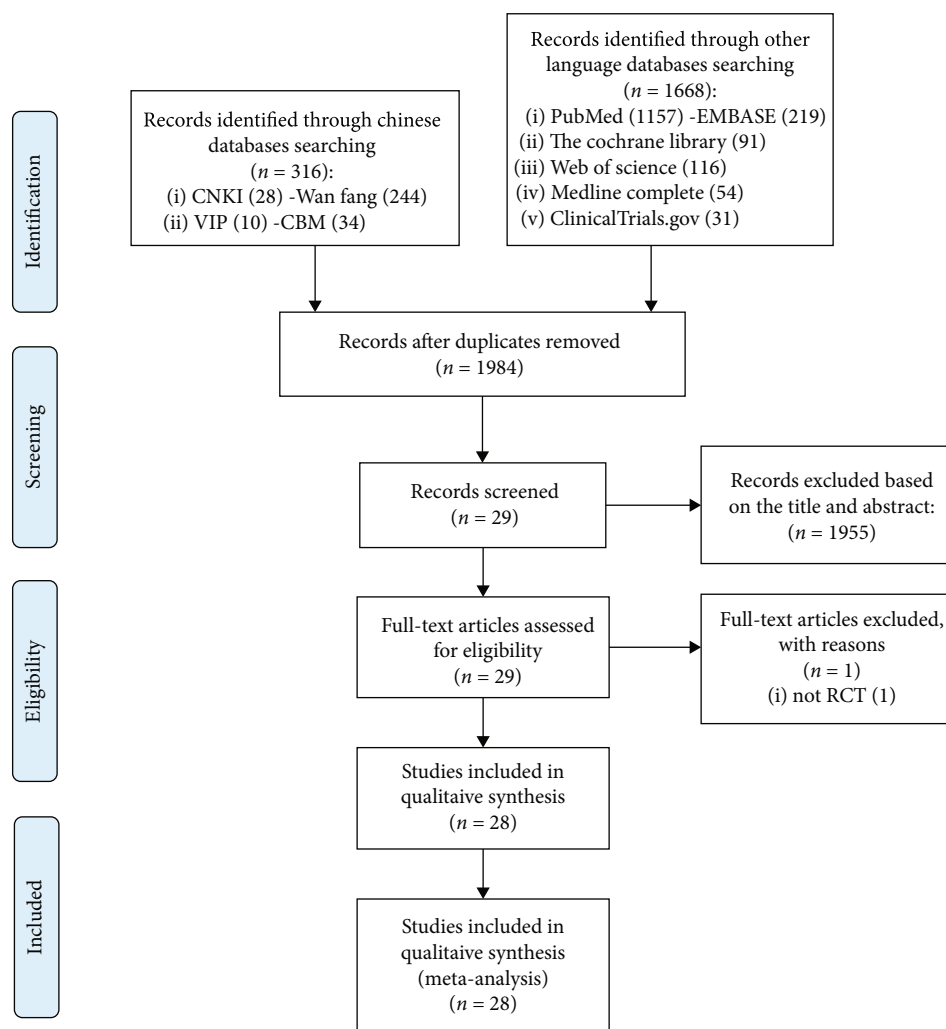 Identification
Records identified through chinese
databases searching
(n = 316):
(i) CNKI (28) -Wan fang (244)
(ii) VIP (10) -CBM (34)
Records identified through other
language databases searching
(n = 1668):
(i) PubMed (1157) -EMBASE (219)
(ii) The cochrane library (91)
(iii) Web of science (116)
(iv) Medline complete (54)
(v) ClinicalTrials.gov (31)
Records after duplicates removed
(n = 1984)
Screening
Records screened
(n = 29)
Records excluded based
on the title and abstract:
(n = 1955)
Eligibility
Full-text articles assessed
for eligibility
(n = 29)
Full-text articles excluded,
with reasons
(n = 1)
(i) not RCT (1)
Studies included in
qualitaive synthesis
(n = 28)
Included
Studies included in
qualitaive synthesis
(meta-analysis)
(n = 28)